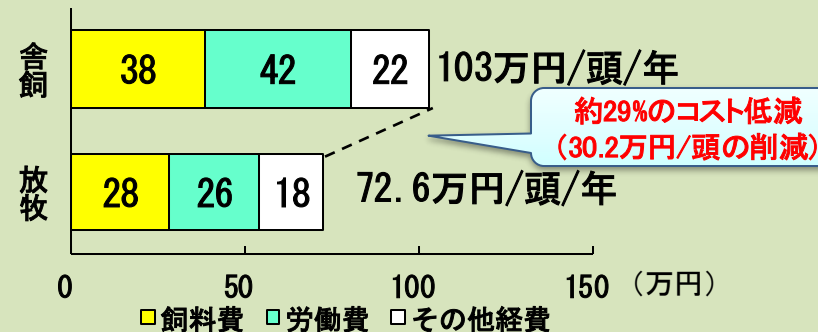 舎飼
38
42
22
103万円/頭/年
約29%のコスト低減
(30.2万円/頭の削減)
放牧
28
26
18
72.6万円/頭/年
0
50
100
150
(万円)
飼料費 労働費 その他経費